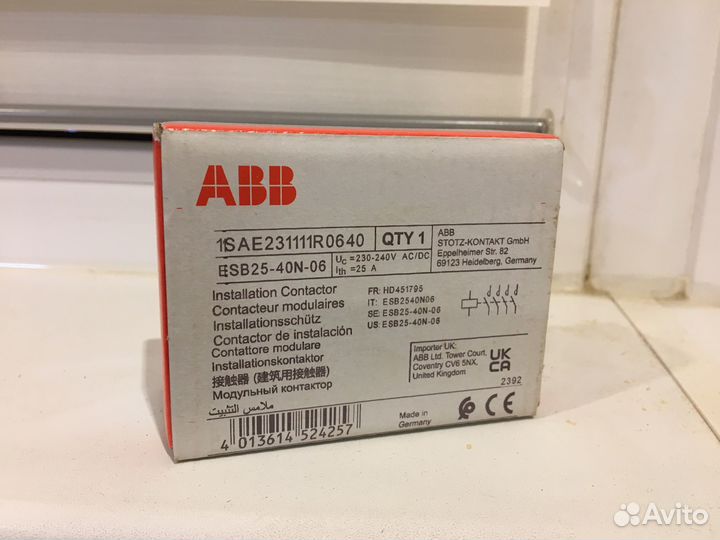 ABB
1SAE231111R0640
QTY 1
ABB
STOTZ-KONTAKT GmbH
Eppelheimer Str. 82
69123 Heidelberg, Germany
ESB25-40N-06
Uc =230-240V AC/DC
Ith =25 A
Installation Contactor
Contacteur modulaires
Installationsschütz
Contactor de instalación
Contattore modulare
Installationskontaktor
接触器 (建筑用接触器)
Модульный контактор
ملامس التثبيت
FR: HD451795
IT: ESB2540N06
SE: ESB25-40N-06
US: ESB25-40N-06
Importer UK:
ABB Ltd. Tower Court,
Coventry CV6 5NX,
United Kingdom
UK
CA
2392
4 013614 524257
Made in
Germany
CE
Avito